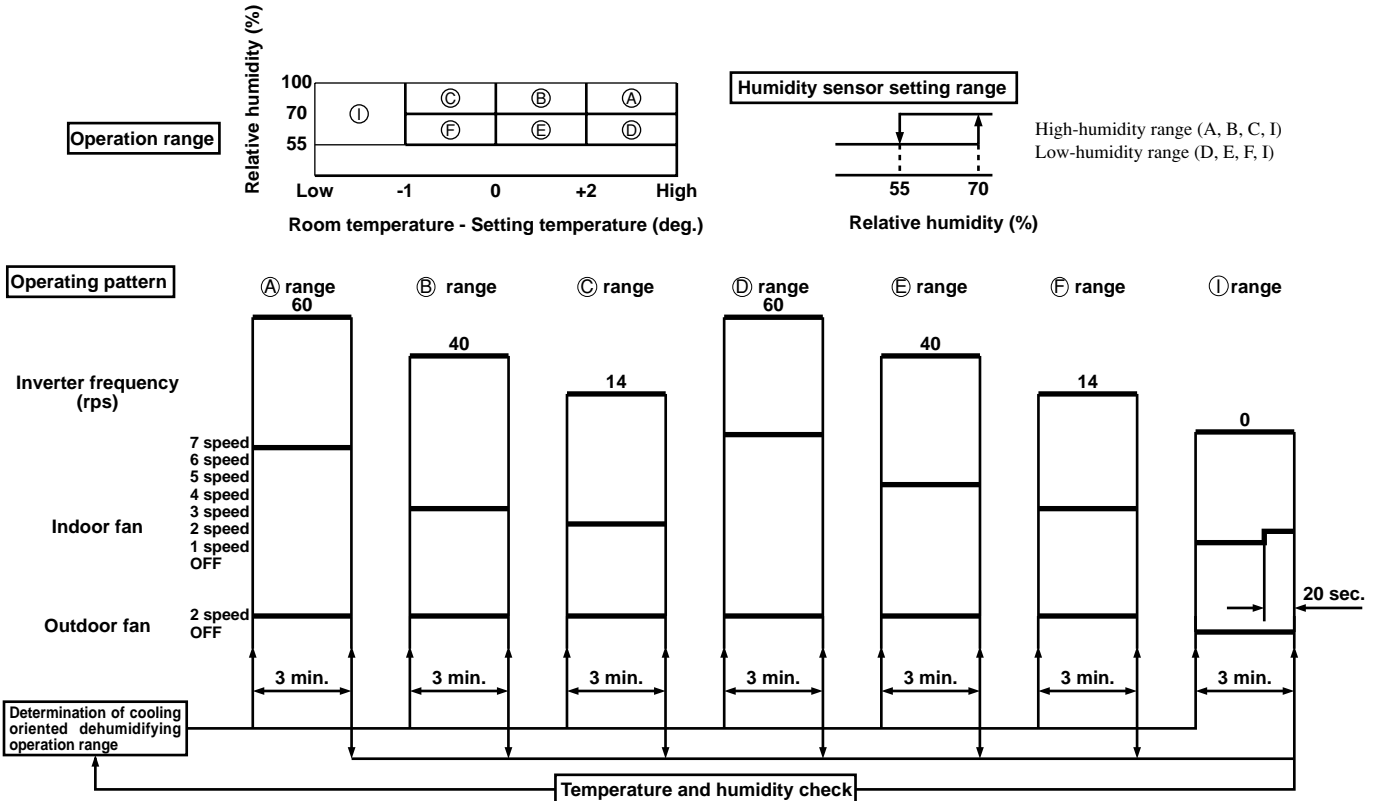 Relative humidity (%)
100
70
55
Ⓘ
Ⓒ
Ⓑ
Ⓐ
Ⓕ
Ⓔ
Ⓓ
Operation range
Low
-1
0
+2
High
Room temperature - Setting temperature (deg.)
Humidity sensor setting range
55
70
Relative humidity (%)
High-humidity range (A, B, C, I)
Low-humidity range (D, E, F, I)
Operating pattern
Ⓐ range
Ⓑ range
Ⓒ range
Ⓓ range
Ⓔ range
Ⓕ range
Ⓘ range
60
40
14
60
40
14
0
Inverter frequency
(rps)
7 speed
6 speed
5 speed
4 speed
3 speed
2 speed
1 speed
OFF
Indoor fan
20 sec.
Outdoor fan
2 speed
OFF
3 min.
3 min.
3 min.
3 min.
3 min.
3 min.
3 min.
Determination of cooling
oriented dehumidifying
operation range
Temperature and humidity check